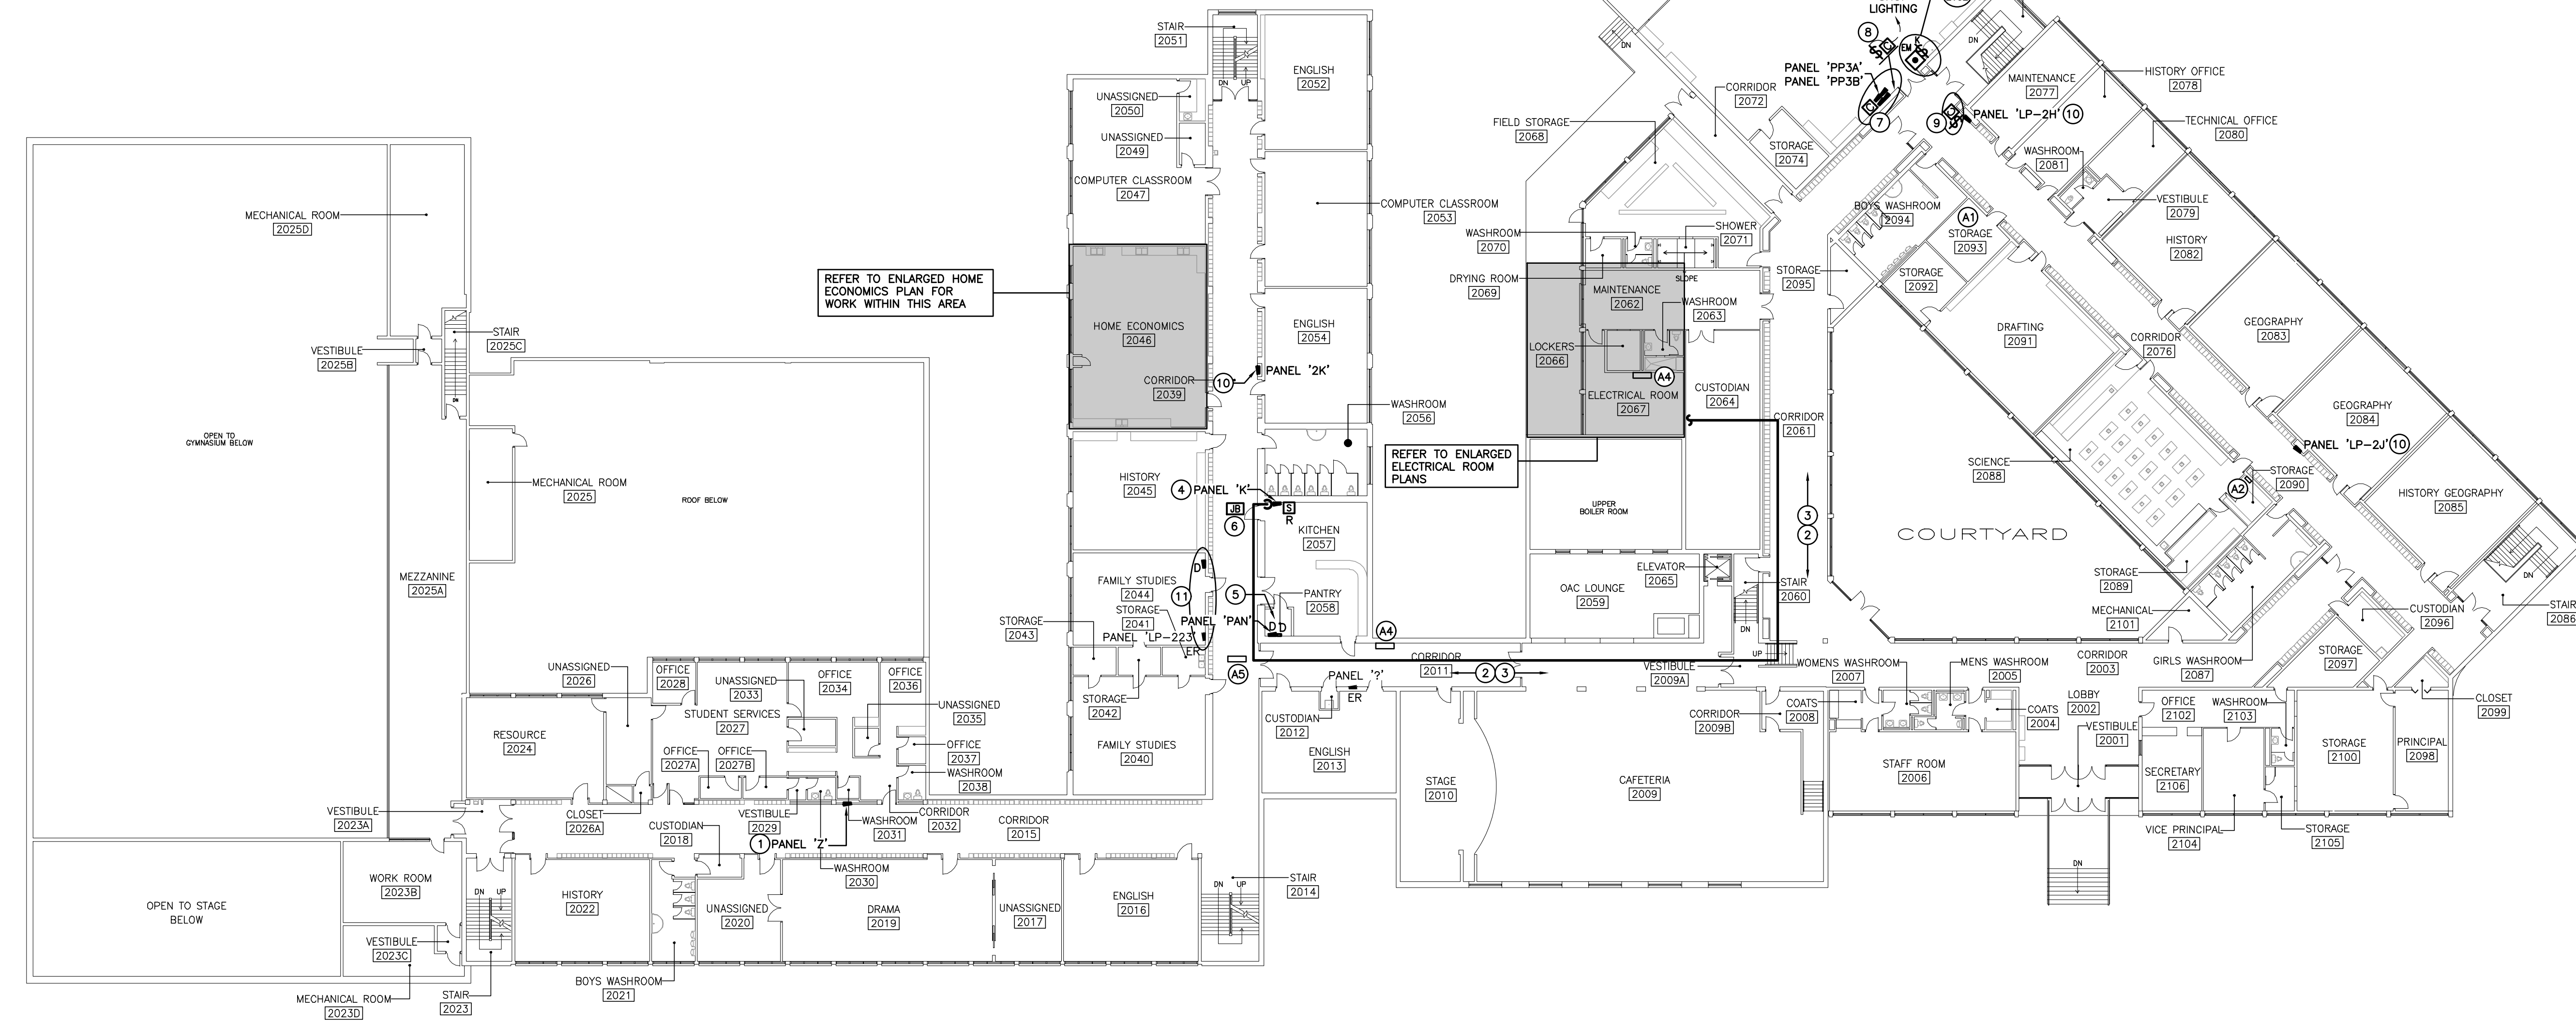 LIGHTING
8
EM
K
DN
PANEL 'PP3A'
PANEL 'PP3B'
7
9
PANEL 'LP-2H' 10
MAINTENANCE
2077
HISTORY OFFICE
2078
TECHNICAL OFFICE
2080
WASHROOM
2081
VESTIBULE
2079
HISTORY
2082
GEOGRAPHY
2083
GEOGRAPHY
2084
PANEL 'LP-2J' 10
HISTORY GEOGRAPHY
2085
DN
STAIR
2086
CORRIDOR
2076
BOYS WASHROOM
2094
A1
STORAGE
2093
STORAGE
2092
STORAGE
2095
DRAFTING
2091
SCIENCE
2088
STORAGE
2090
A2
STORAGE
2089
MECHANICAL
2101
GIRLS WASHROOM
2087
CUSTODIAN
2096
STORAGE
2097
CLOSET
2099
PRINCIPAL
2098
STORAGE
2100
STORAGE
2105
WASHROOM
2103
VICE PRINCIPAL
2104
SECRETARY
2106
OFFICE
2102
CORRIDOR
2003
LOBBY
2002
VESTIBULE
2001
DN
COATS
2004
MENS WASHROOM
2005
WOMENS WASHROOM
2007
COATS
2008
STAFF ROOM
2006
COURTYARD
DN
CORRIDOR
2072
STORAGE
2074
FIELD STORAGE
2068
WASHROOM
2070
SHOWER
2071
DRYING ROOM
2069
SLOPE
MAINTENANCE
2062
WASHROOM
2063
LOCKERS
2066
A4
ELECTRICAL ROOM
2067
CUSTODIAN
2064
CORRIDOR
2061
3
2
REFER TO ENLARGED
ELECTRICAL ROOM
PLANS
UPPER
BOILER ROOM
ELEVATOR
2065
OAC LOUNGE
2059
STAIR
2060
DN
UP
VESTIBULE
2009A
CORRIDOR
2009B
CORRIDOR
2011
2 3
A4
CAFETERIA
2009
STAGE
2010
PANEL '?'
ER
CUSTODIAN
2012
ENGLISH
2013
STAIR
2051
DN UP
ENGLISH
2052
UNASSIGNED
2050
UNASSIGNED
2049
COMPUTER CLASSROOM
2047
COMPUTER CLASSROOM
2053
REFER TO ENLARGED HOME
ECONOMICS PLAN FOR
WORK WITHIN THIS AREA
HOME ECONOMICS
2046
ENGLISH
2054
CORRIDOR
2039
10
PANEL '2K'
WASHROOM
2056
HISTORY
2045
4 PANEL 'K'
JB
6
S
R
KITCHEN
2057
PANTRY
2058
5
PANEL 'PAN'
D D
D
11
FAMILY STUDIES
2044
STORAGE
2041
PANEL 'LP-223'
ER
A5
STORAGE
2043
STORAGE
2042
FAMILY STUDIES
2040
MECHANICAL ROOM
2025D
STAIR
2025C
VESTIBULE
2025B
DN
OPEN TO
GYMNASIUM BELOW
MECHANICAL ROOM
2025
ROOF BELOW
MEZZANINE
2025A
UNASSIGNED
2026
OFFICE
2028
UNASSIGNED
2033
OFFICE
2034
OFFICE
2036
UNASSIGNED
2035
STUDENT SERVICES
2027
RESOURCE
2024
OFFICE
2027A
OFFICE
2027B
OFFICE
2037
WASHROOM
2038
VESTIBULE
2023A
CLOSET
2026A
CUSTODIAN
2018
VESTIBULE
2029
WASHROOM
2031
CORRIDOR
2032
CORRIDOR
2015
1 PANEL 'Z'
WASHROOM
2030
WORK ROOM
2023B
DN UP
HISTORY
2022
UNASSIGNED
2020
DRAMA
2019
UNASSIGNED
2017
ENGLISH
2016
STAIR
2014
DN UP
OPEN TO STAGE
BELOW
VESTIBULE
2023C
BOYS WASHROOM
2021
MECHANICAL ROOM
2023D
STAIR
2023